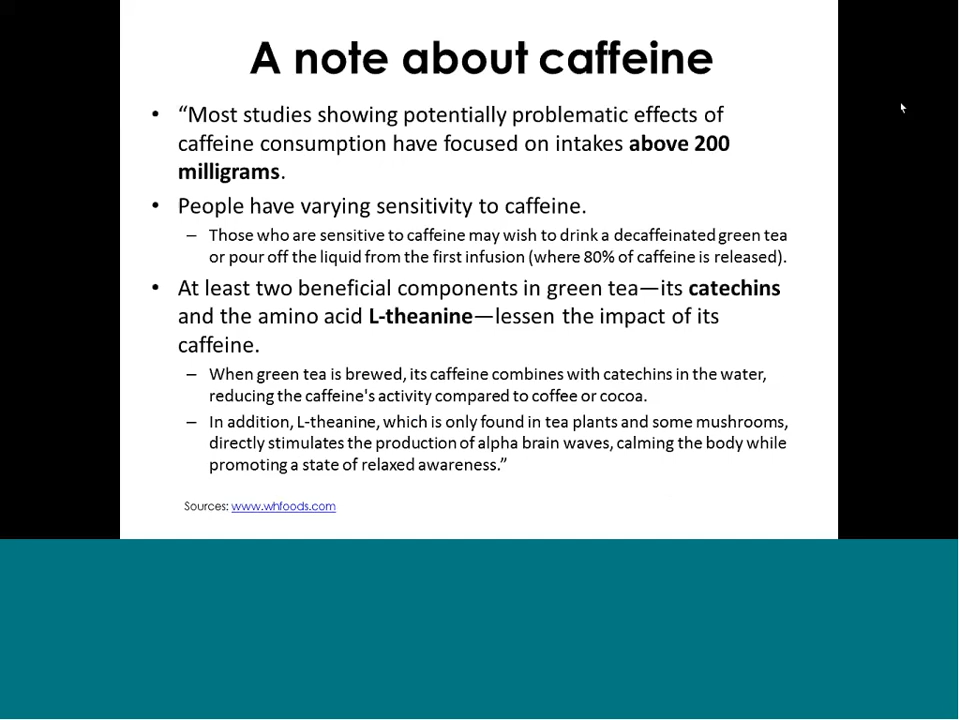 A note about caffeine
• “Most studies showing potentially problematic effects of
caffeine consumption have focused on intakes above 200
milligrams.
• People have varying sensitivity to caffeine.
– Those who are sensitive to caffeine may wish to drink a decaffeinated green tea
or pour off the liquid from the first infusion (where 80% of caffeine is released).
• At least two beneficial components in green tea—its catechins
and the amino acid L-theanine—lessen the impact of its
caffeine.
– When green tea is brewed, its caffeine combines with catechins in the water,
reducing the caffeine's activity compared to coffee or cocoa.
– In addition, L-theanine, which is only found in tea plants and some mushrooms,
directly stimulates the production of alpha brain waves, calming the body while
promoting a state of relaxed awareness.”
Sources: www.whfoods.com